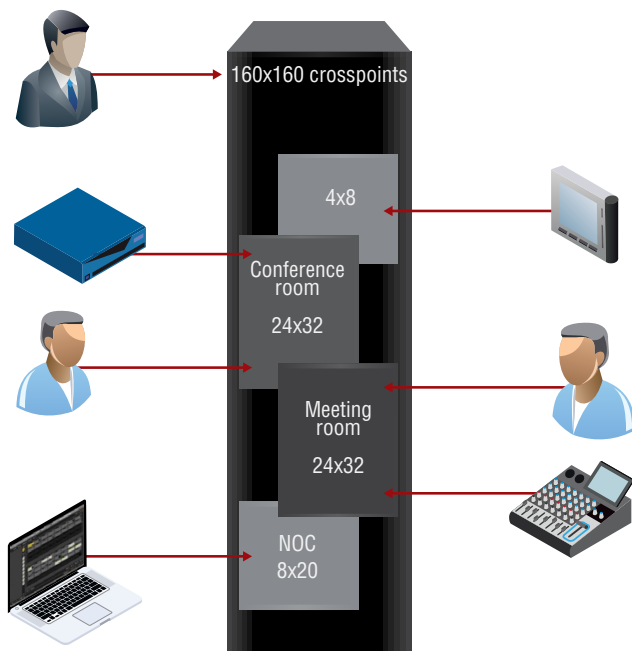 160x160 crosspoints
4x8
Conference
room
24x32
Meeting
room
24x32
NOC
8x20